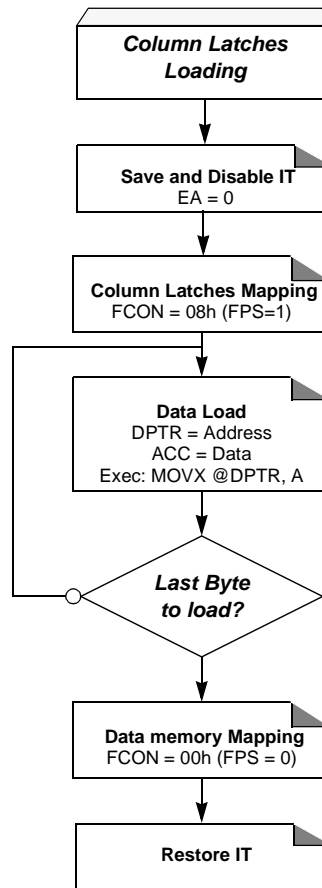 Column Latches
Loading
Save and Disable IT
EA = 0
Column Latches Mapping
FCON = 08h (FPS=1)
Data Load
DPTR = Address
ACC = Data
Exec: MOVX @DPTR, A
Last Byte
to load?
Data memory Mapping
FCON = 00h (FPS = 0)
Restore IT